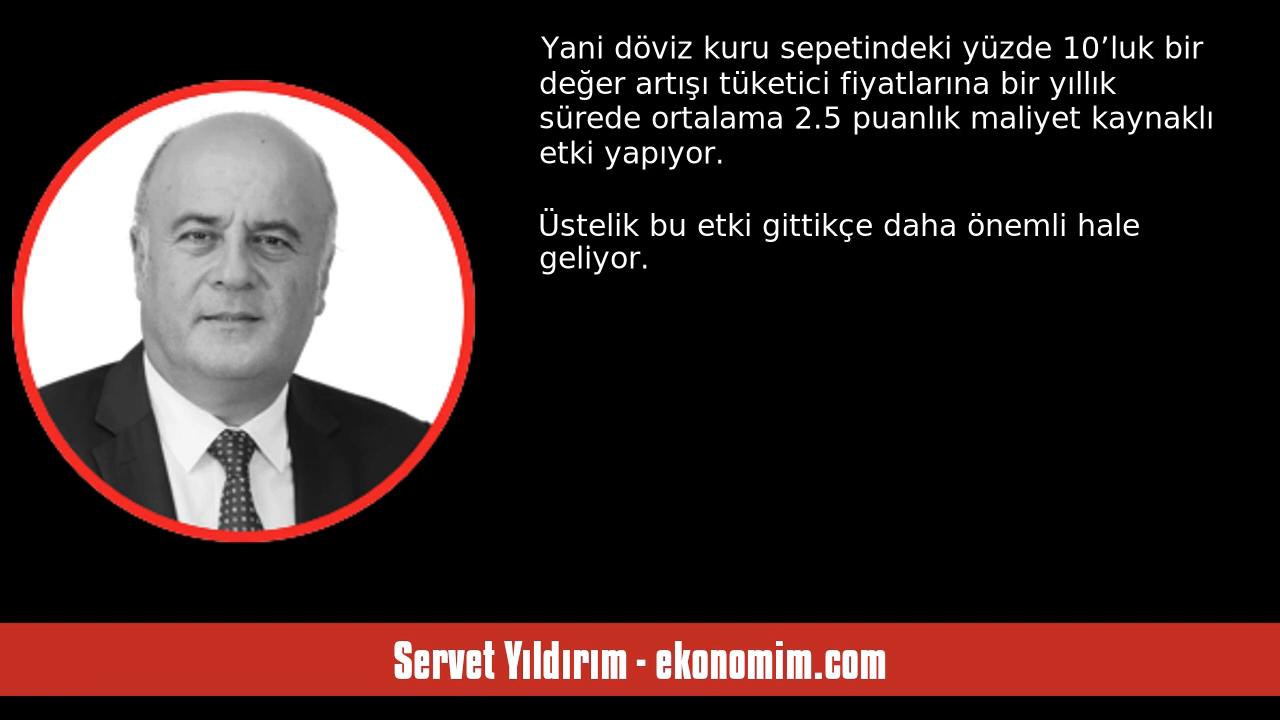 Yani döviz kuru sepetindeki yüzde 10’luk bir
değer artışı tüketici fiyatlarına bir yıllık
sürede ortalama 2.5 puanlık maliyet kaynaklı
etki yapıyor.
Üstelik bu etki gittikçe daha önemli hale
geliyor.
Servet Yıldırım - ekonomim.com